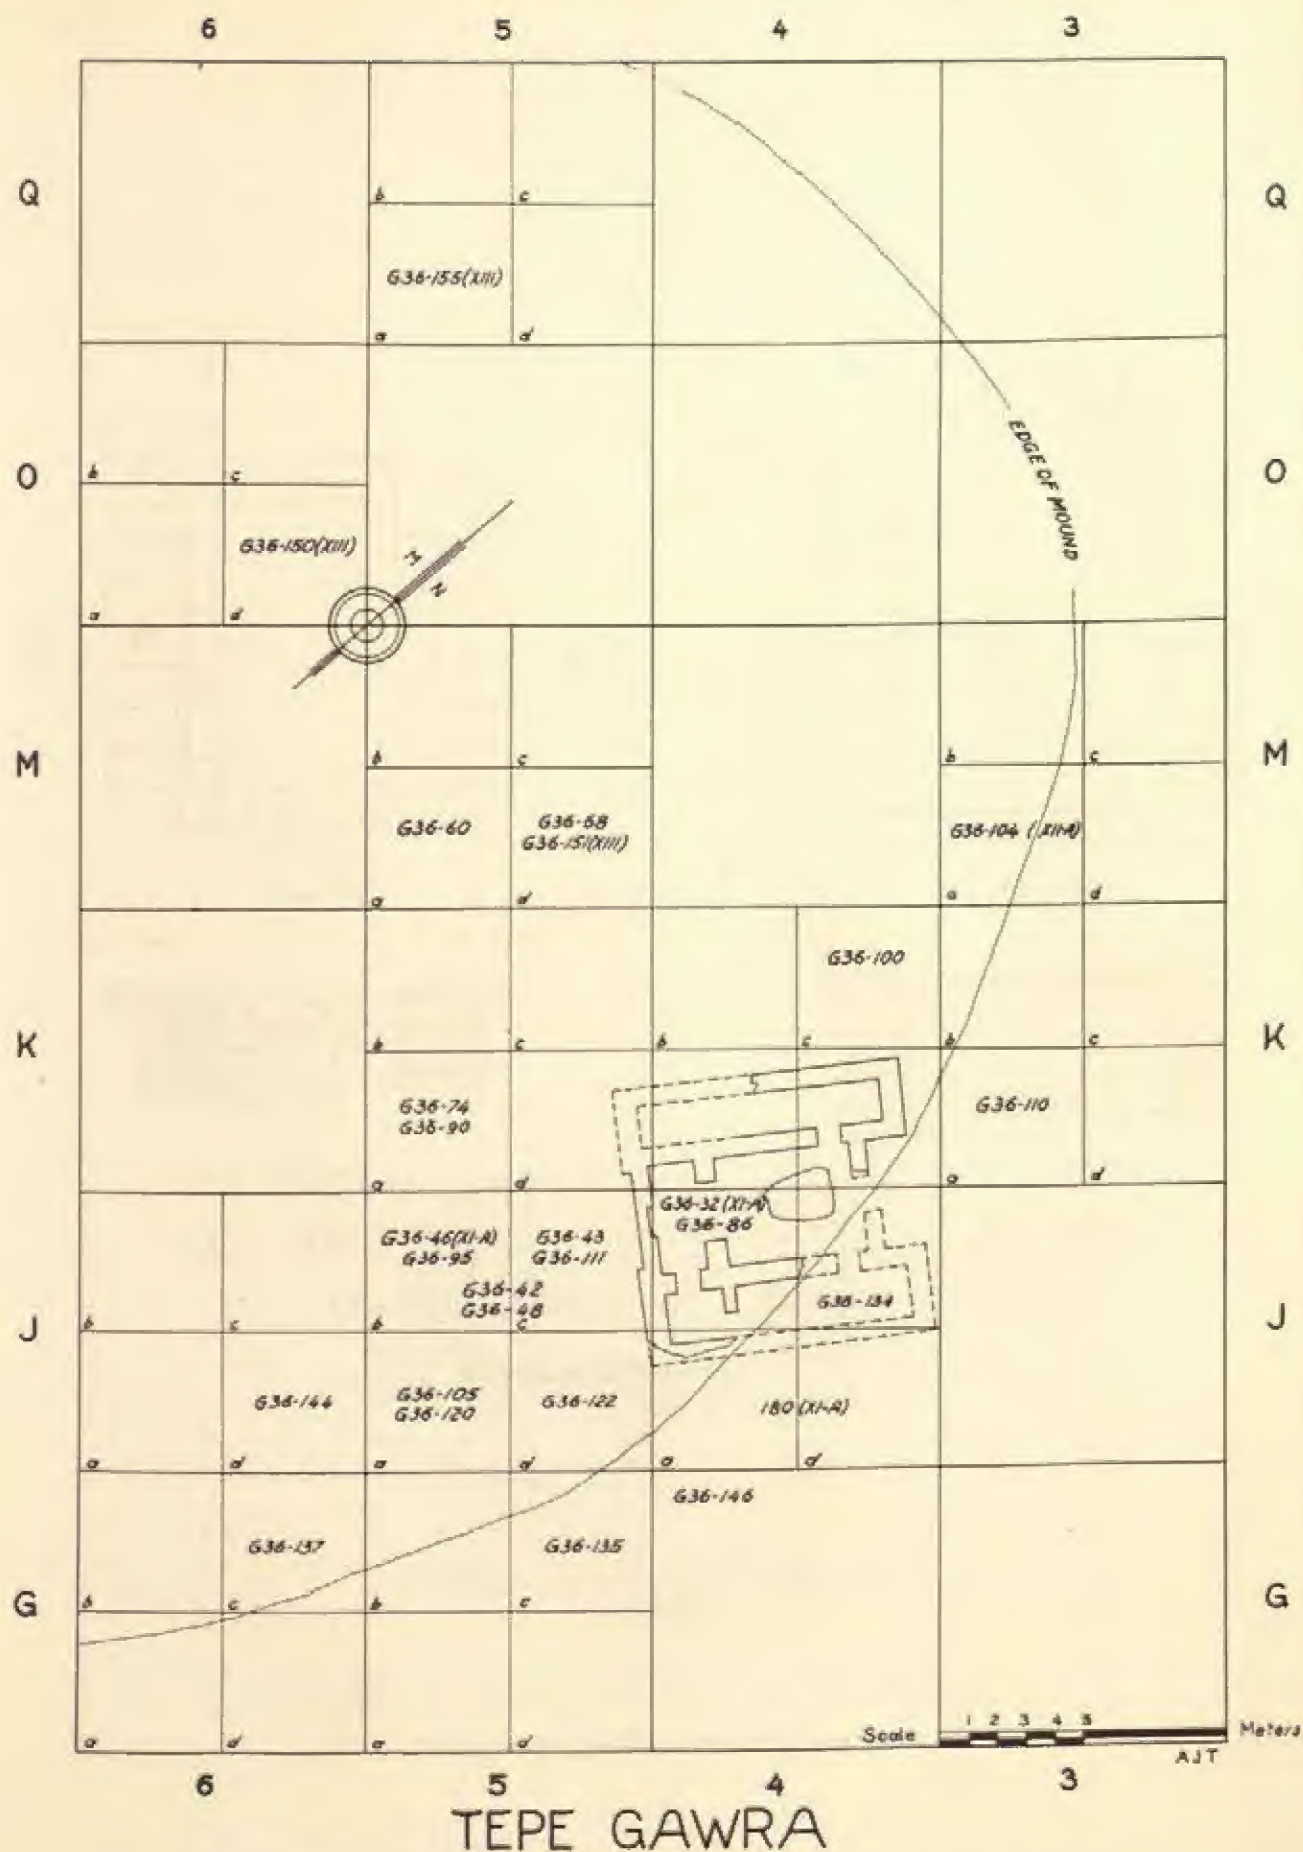 6 5 4 3
Q Q
b c
G36-155(XIII)
a d
EDGE OF MOUND
O O
b c
G36-150(XIII)
M
N
a d
M M
b c b c
G36-60 G36-68 G36-104 (XII-A)
G36-151(XIII)
a d a d
G36-100
K K
b c b c b c
G36-74 G36-110
G36-90
a d a d
G36-32(XI-A)
G36-86
G36-46(XI-A) G36-43
G36-95 G36-111
G36-42
G36-48
G36-134
J J
b c b c
G36-144 G36-105 G36-122 180(XI-A)
G36-120
a d a d a d
G36-146
G36-137 G36-135
G G
b c b c
1 2 3 4 5
Scale Meters
a d a d
AJT
6 5 4 3
TEPE GAWRA